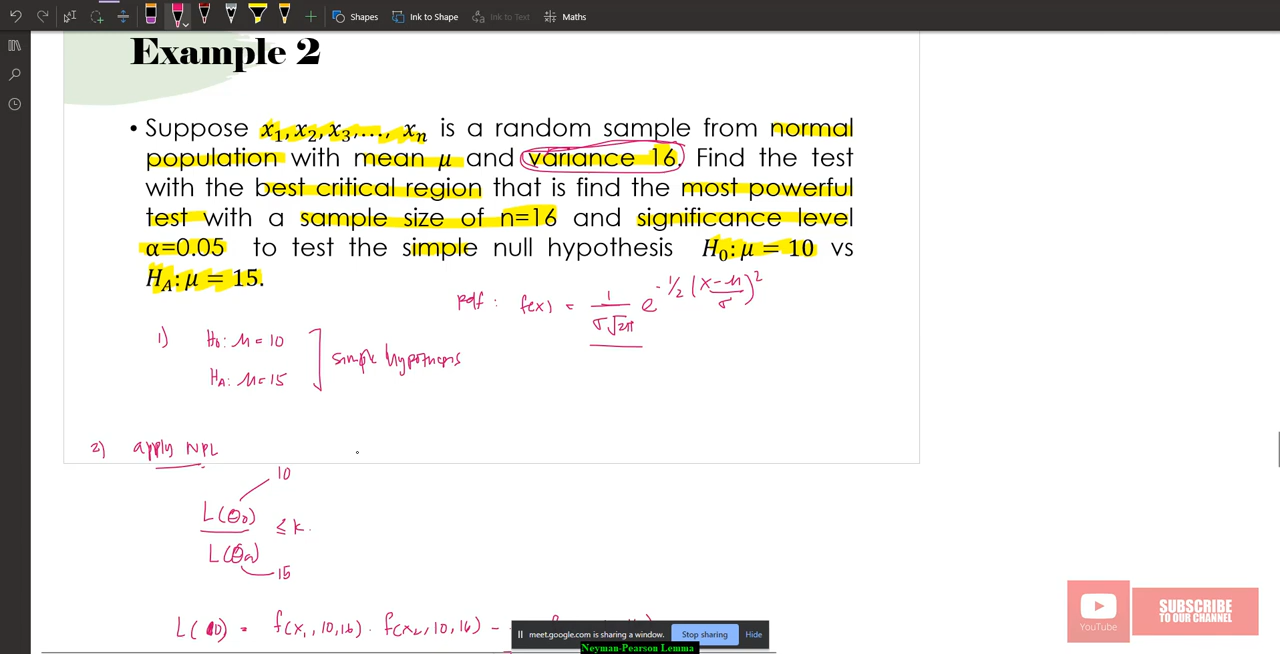 Shapes Ink to Shape Ink to Text Maths
Example 2
• Suppose x₁, x₂, x₃, …, xₙ is a random sample from normal
population with mean μ and variance 16. Find the test
with the best critical region that is find the most powerful
test with a sample size of n=16 and significance level
α=0.05 to test the simple null hypothesis H₀: μ = 10 vs
H_A: μ = 15.
Pdf : f(x) = 1/(σ√2π) e^(-1/2 ((x-μ)/σ)²)
1) H₀: μ = 10
simple hypothesis
H_A: μ = 15
2) apply NPL
10
L(θ₀)
≤ k.
L(θₐ)
15
L(10) = f(x₁, 10, 16) . f(x₂, 10, 16) -
meet.google.com is sharing a window. Stop sharing Hide
Neyman-Pearson Lemma
YouTube
SUBSCRIBE
TO OUR CHANNEL